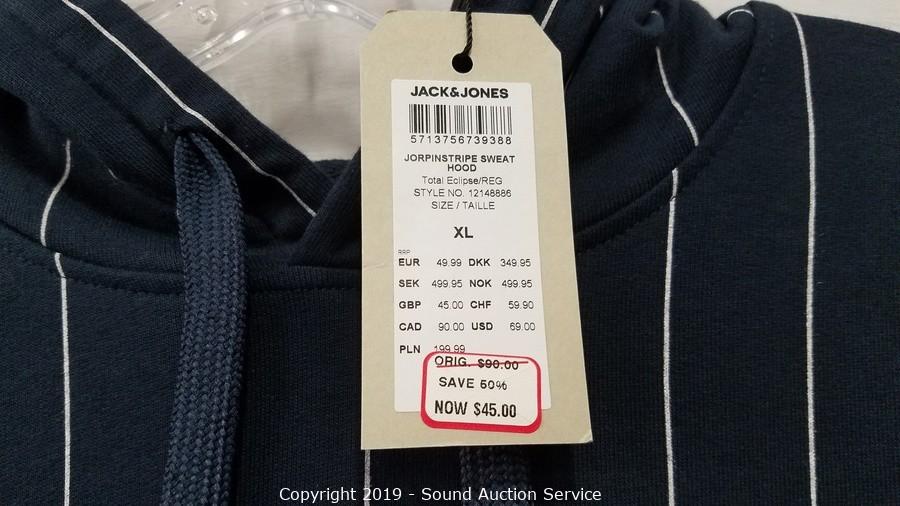 JACK&JONES
5713756739388
JORPINSTRIPE SWEAT
HOOD
Total Eclipse/REG
STYLE NO. 12148886
SIZE / TAILLE
XL
RRP
EUR 49.99 DKK 349.95
SEK 499.95 NOK 499.95
GBP 45.00 CHF 59.90
CAD 90.00 USD 69.00
PLN 199.99
ORIG. $90.00
SAVE 50%
NOW $45.00
Copyright 2019 - Sound Auction Service